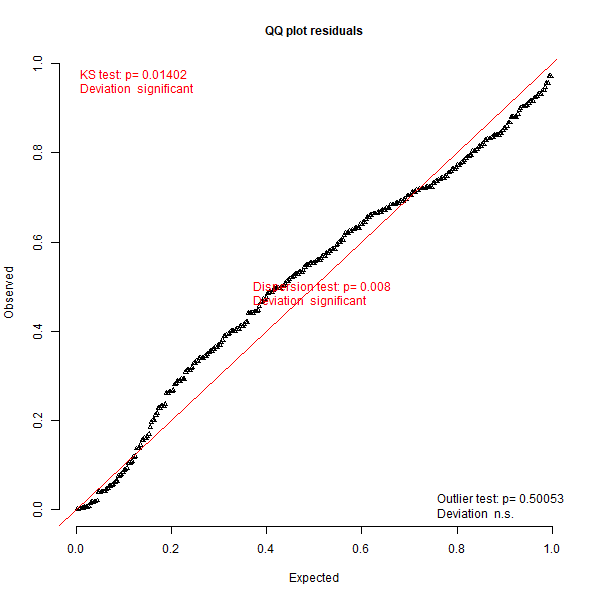 QQ plot residuals
KS test: p= 0.01402
Deviation significant
Dispersion test: p= 0.008
Deviation significant
Outlier test: p= 0.50053
Deviation n.s.
Observed
0.0
0.2
0.4
0.6
0.8
1.0
0.0 0.2 0.4 0.6 0.8 1.0
Expected